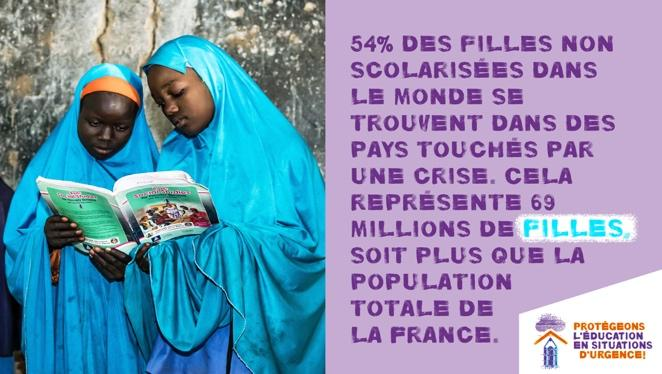 54% DES FILLES NON
SCOLARISÉES DANS
LE MONDE SE
TROUVENT DANS DES
PAYS TOUCHÉS PAR
UNE CRISE. CELA
REPRÉSENTE 69
MILLIONS DE FILLES,
SOIT PLUS QUE LA
POPULATION
TOTALE DE
LA FRANCE.
PROTÉGEONS
L'ÉDUCATION
EN SITUATIONS
D'URGENCE!